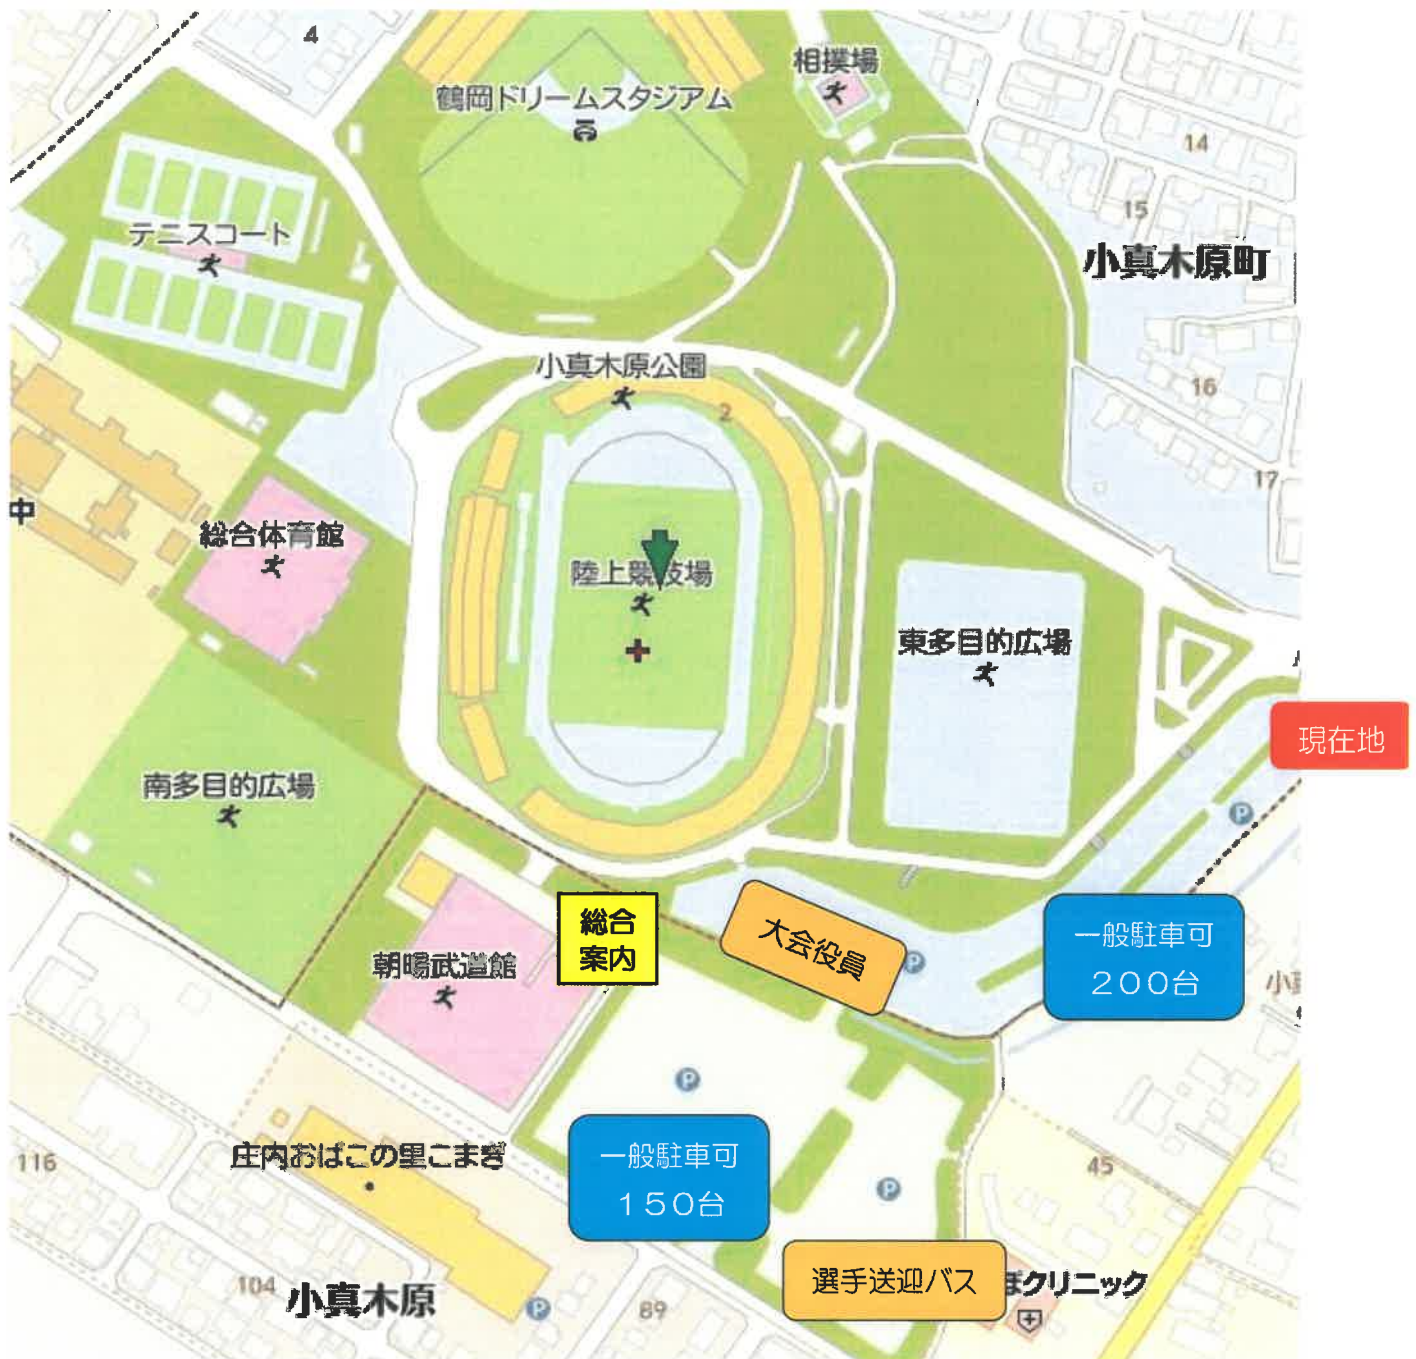 4
相撲場
鶴岡ドリームスタジアム
14
15
テニスコート
小真木原町
小真木原公園
2
16
17
中
総合体育館
陸上競技場
東多目的広場
現在地
南多目的広場
P
総合
案内
大会役員
P
一般駐車可
200台
朝暘武道館
P
庄内おばこの里こまぎ
116
一般駐車可
150台
45
P
選手送迎バス
クリニック
104
小真木原
P
89